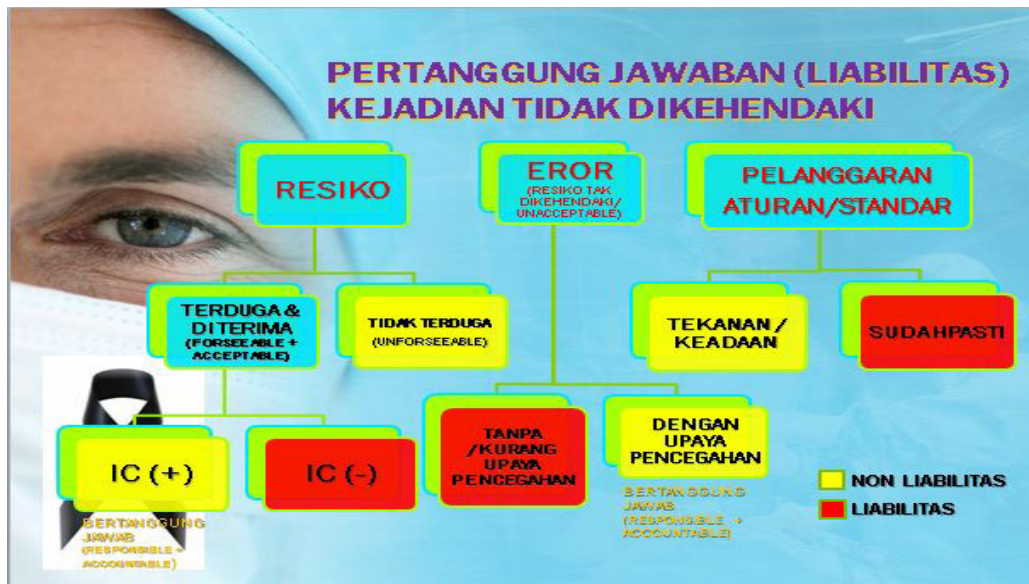 PERTANGGUNG JAWABAN (LIABILITAS)
KEJADIAN TIDAK DIKEHENDAKI
RESIKO
EROR
(RESIKO TAK
DIKEHENDAKI/
UNACCEPTABLE)
PELANGGARAN
ATURAN/STANDAR
TERDUGA &
DITERIMA
(FORSEEABLE +
ACCEPTABLE)
TIDAK TERDUGA
(UNFORSEEABLE)
TEKANAN /
KEADAAN
SUDAHPASTI
IC (+)
IC (-)
TANPA
/KURANG
UPAYA
PENCEGAHAN
DENGAN
UPAYA
PENCEGAHAN
BERTANGGUNG
JAWAB
(RESPONSIBLE +
ACCOUNTABLE)
BERTANGGUNG
JAWAB
(RESPONSIBLE +
ACCOUNTABLE)
NON LIABILITAS
LIABILITAS